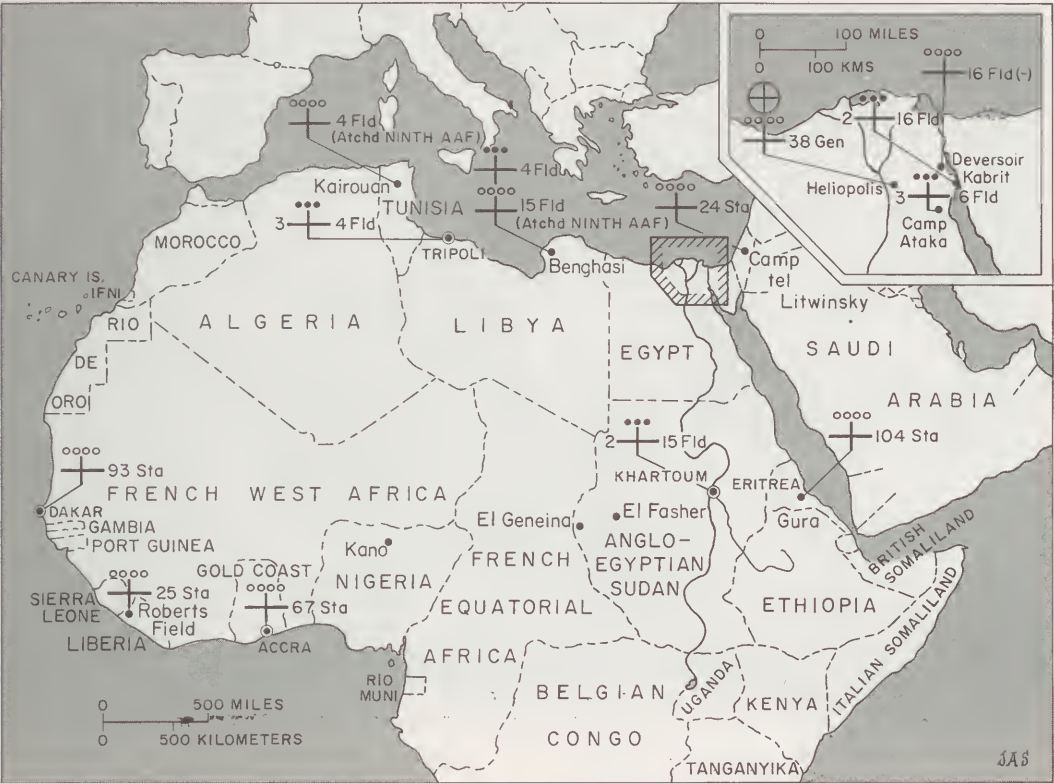 4 Fld
(Atchd NINTH AAF)
Kairouan
TUNISIA
3
4 Fld
4 Fld
15 Fld
(Atchd NINTH AAF)
24 Sta
MOROCCO
TRIPOLI
Benghasi
Camp
tel
Litwinsky
CANARY IS.
IFNI
RIO
DE
ORO
ALGERIA
LIBYA
EGYPT
SAUDI
ARABIA
0
100 MILES
0
100 KMS
16 Fld (-)
2
16 Fld
38 Gen
Deversoir
Kabrit
Heliopolis
3
6 Fld
Camp
Ataka
93 Sta
DAKAR
GAMBIA
PORT GUINEA
FRENCH WEST AFRICA
2
15 Fld
KHARTOUM
ERITREA
104 Sta
Gura
El Geneina
El Fasher
ANGLO-
EGYPTIAN
SUDAN
Kano
NIGERIA
FRENCH
EQUATORIAL
AFRICA
BRITISH
SOMALILAND
ETHIOPIA
ITALIAN SOMALILAND
GOLD COAST
25 Sta
67 Sta
SIERRA
LEONE
Roberts
Field
LIBERIA
ACCRA
RIO
MUNI
BELGIAN
CONGO
UGANDA
KENYA
TANGANYIKA
0
500 MILES
0
500 KILOMETERS
JAS